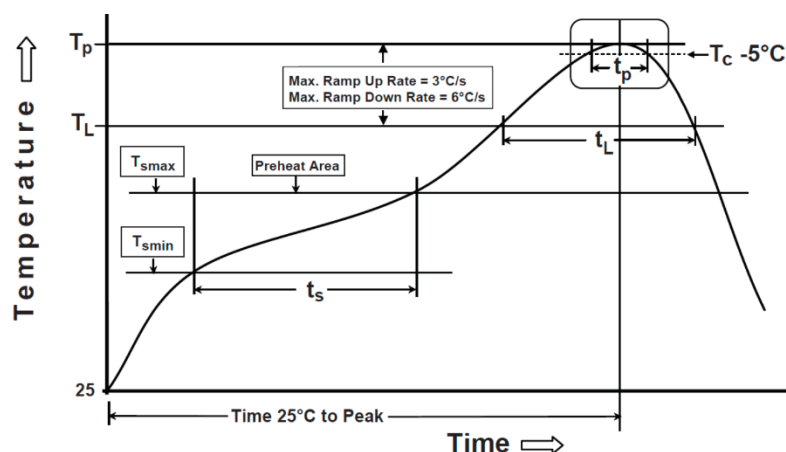 Tp
Tc -5°C
tp
Max. Ramp Up Rate = 3°C/s
Max. Ramp Down Rate = 6°C/s
TL
tL
Tsmax
Preheat Area
Tsmin
ts
Temperature
25
Time 25°C to Peak
Time